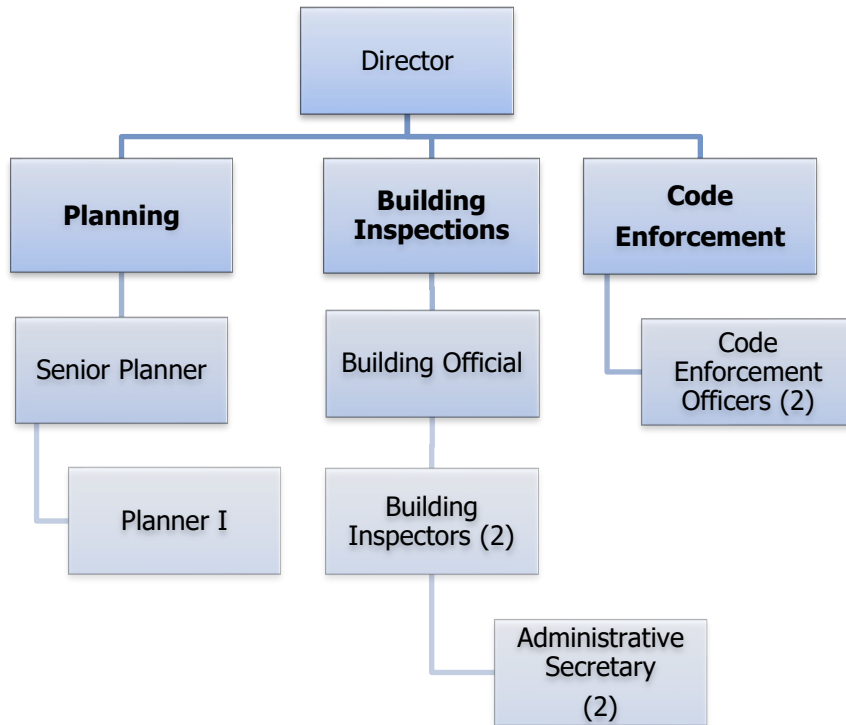 Director
Planning
Building
Inspections
Code
Enforcement
Senior Planner
Building Official
Code
Enforcement
Officers (2)
Planner I
Building
Inspectors (2)
Administrative
Secretary
(2)